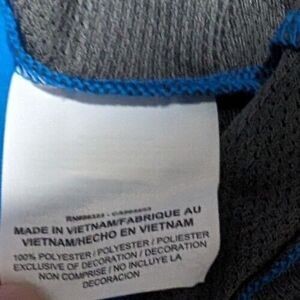 MADE IN VIETNAM/FABRIQUE AU
VIETNAM/HECHO EN VIETNAM
100% POLYESTER / POLYESTER / POLIESTER
EXCLUSIVE OF DECORATION / DECORATION
NON COMPRISE / NO INCLUYE LA
DECORACIÓN